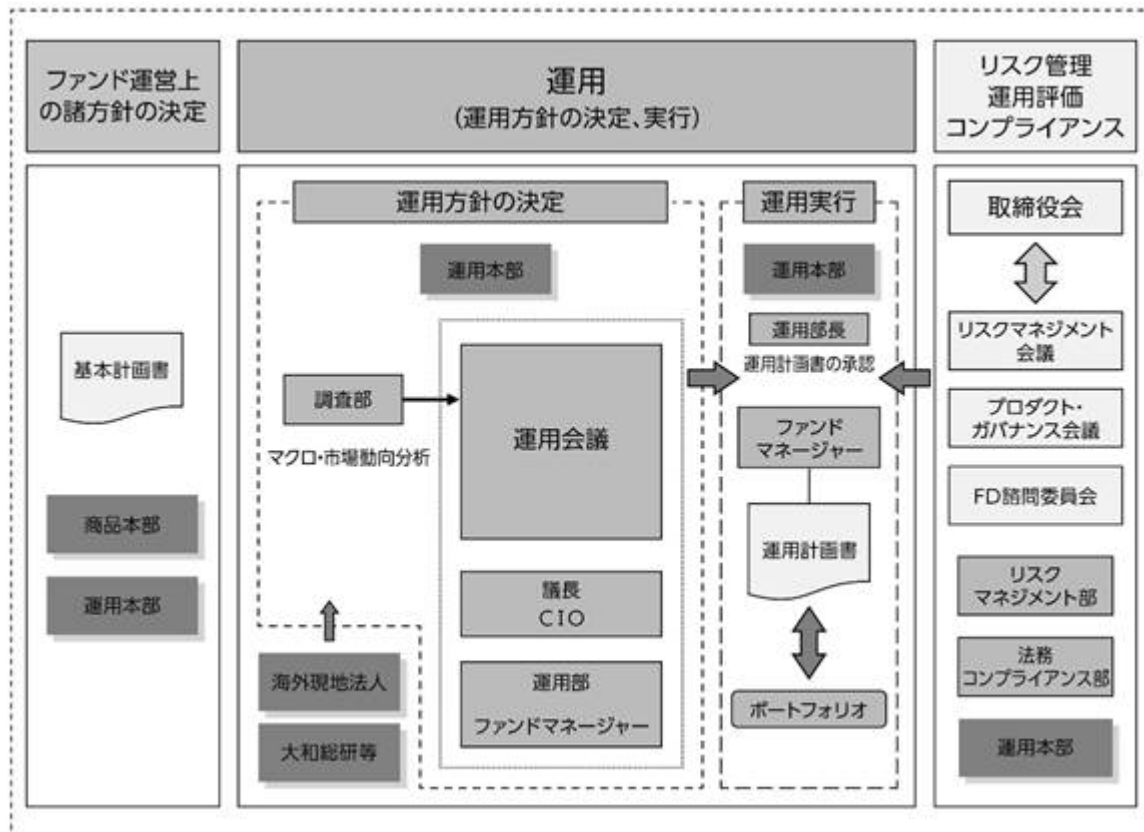 ファンド運営上
の諸方針の決定
運用
(運用方針の決定、実行)
リスク管理
運用評価
コンプライアンス
基本計画書
商品本部
運用本部
運用方針の決定
運用本部
調査部
マクロ・市場動向分析
運用会議
議長
CIO
運用部
ファンドマネージャー
海外現地法人
大和総研等
運用実行
運用本部
運用部長
運用計画書の承認
ファンド
マネージャー
運用計画書
ポートフォリオ
取締役会
リスクマネジメント
会議
プロダクト・
ガバナンス会議
FD諮問委員会
リスク
マネジメント部
法務
コンプライアンス部
運用本部